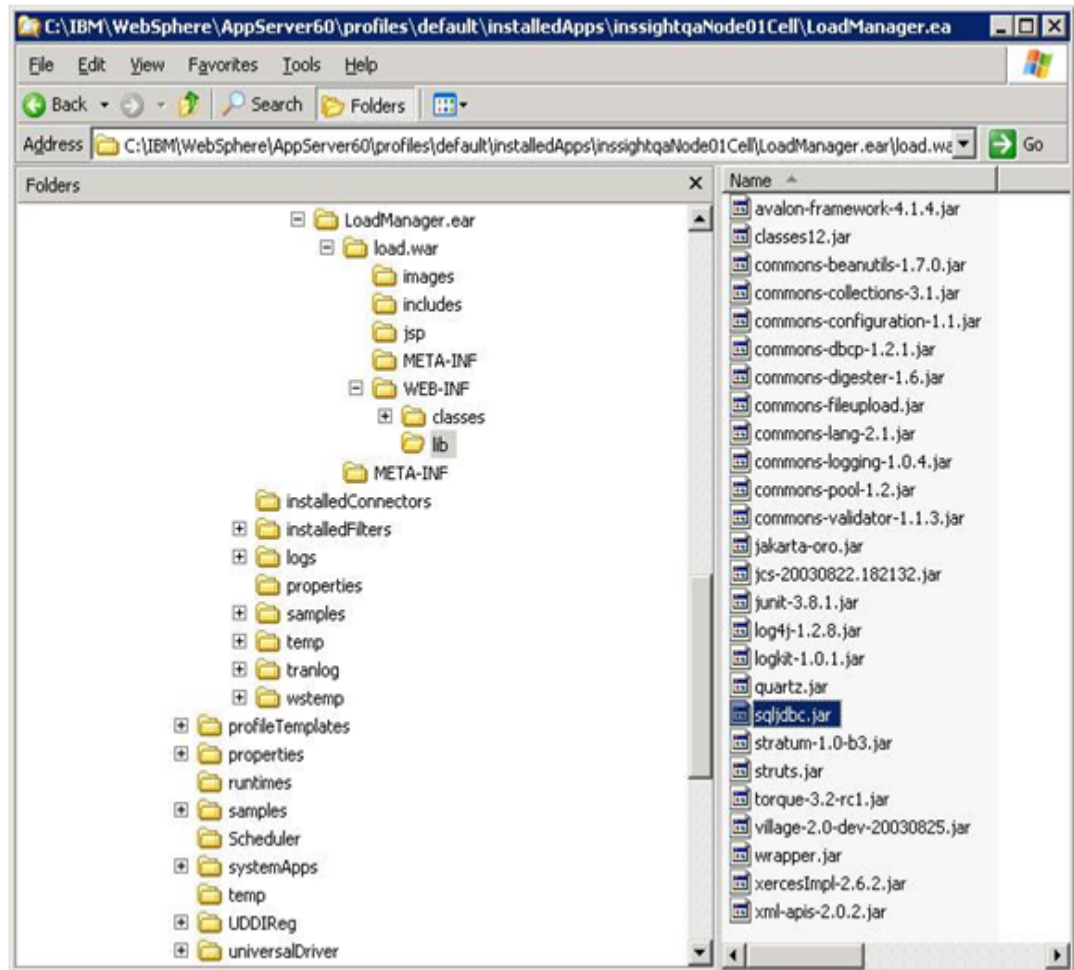 C:\IBM\WebSphere\AppServer60\profiles\default\installedApps\inssightqaNode01Cell\LoadManager.ea
File Edit View Favorites Tools Help
Back Search Folders
Address C:\IBM\WebSphere\AppServer60\profiles\default\installedApps\inssightqaNode01Cell\LoadManager.ear\load.wa Go
Folders
LoadManager.ear
load.war
images
includes
jsp
META-INF
WEB-INF
classes
lib
META-INF
installedConnectors
installedFilters
logs
properties
samples
temp
tranlog
wstemp
profileTemplates
properties
runtimes
samples
Scheduler
systemApps
temp
UDDIReg
universalDriver
Name
avalon-framework-4.1.4.jar
classes12.jar
commons-beanutils-1.7.0.jar
commons-collections-3.1.jar
commons-configuration-1.1.jar
commons-dbcp-1.2.1.jar
commons-digester-1.6.jar
commons-fileupload.jar
commons-lang-2.1.jar
commons-logging-1.0.4.jar
commons-pool-1.2.jar
commons-validator-1.1.3.jar
jakarta-oro.jar
jcs-20030822.182132.jar
junit-3.8.1.jar
log4j-1.2.8.jar
logkit-1.0.1.jar
quartz.jar
sqljdbc.jar
stratum-1.0-b3.jar
struts.jar
torque-3.2-rc1.jar
village-2.0-dev-20030825.jar
wrapper.jar
xercesImpl-2.6.2.jar
xml-apis-2.0.2.jar